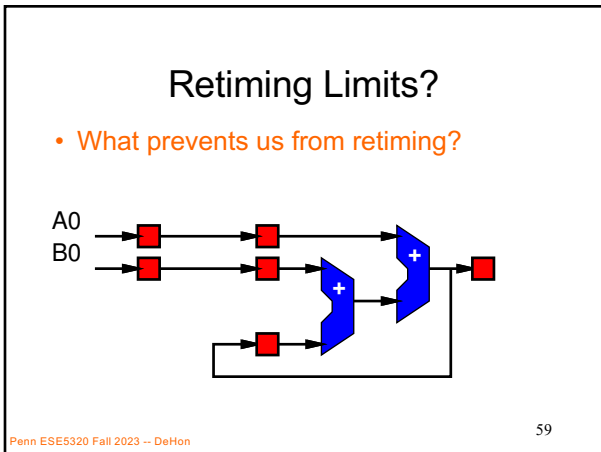 Retiming Limits?
• What prevents us from retiming?
A0
B0
+
+
Penn ESE5320 Fall 2023 -- DeHon
59